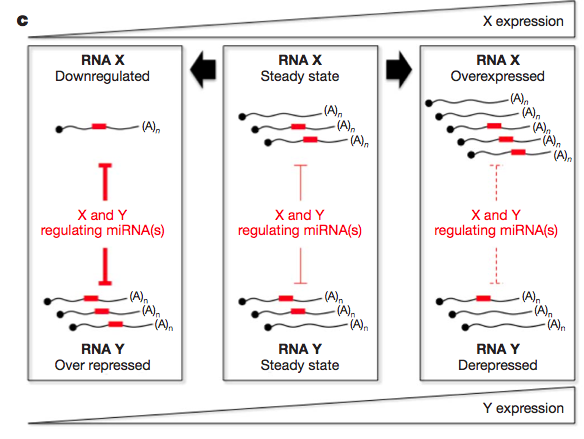 c
X expression
RNA X
Downregulated
RNA X
Steady state
RNA X
Overexpressed
(A)n
(A)n
(A)n
(A)n
(A)n
(A)n
(A)n
(A)n
(A)n
X and Y
regulating miRNA(s)
X and Y
regulating miRNA(s)
X and Y
regulating miRNA(s)
(A)n
(A)n
(A)n
(A)n
(A)n
(A)n
(A)n
(A)n
(A)n
RNA Y
Over repressed
RNA Y
Steady state
RNA Y
Derepressed
Y expression